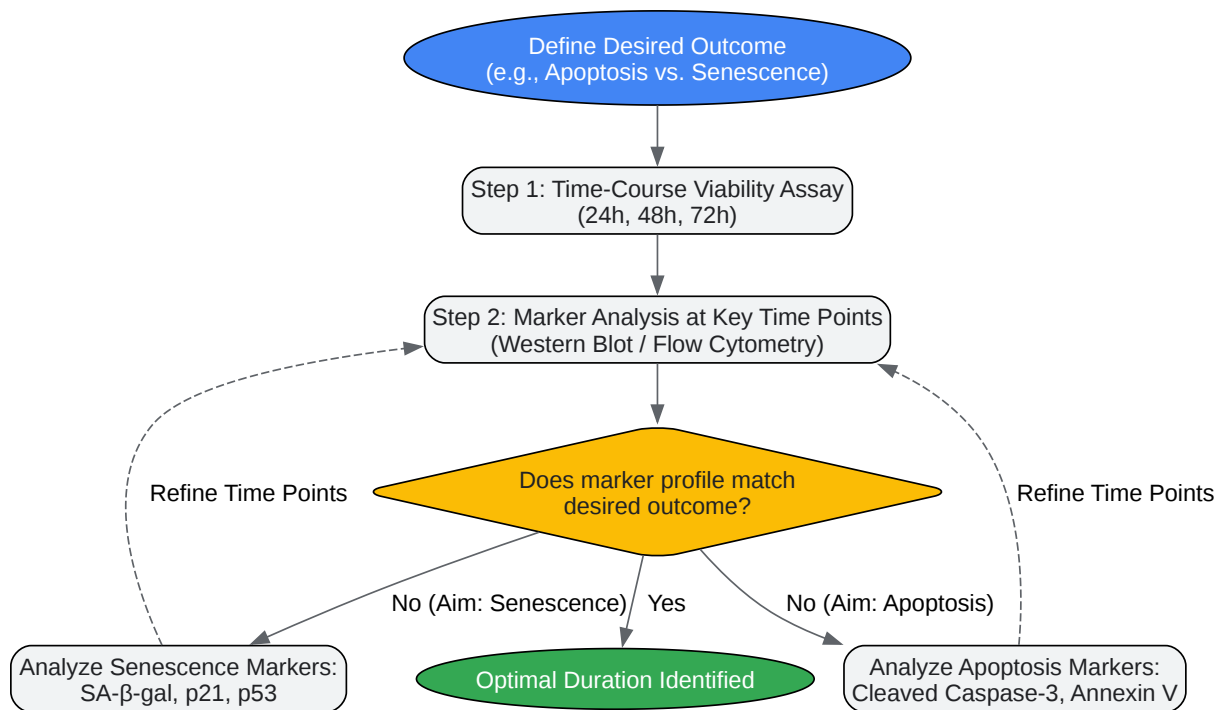 Define Desired Outcome
(e.g., Apoptosis vs. Senescence)
Step 1: Time-Course Viability Assay
(24h, 48h, 72h)
Step 2: Marker Analysis at Key Time Points
(Western Blot / Flow Cytometry)
Does marker profile match
desired outcome?
Refine Time Points
Refine Time Points
No (Aim: Senescence)
Yes
No (Aim: Apoptosis)
Analyze Senescence Markers:
SA-β-gal, p21, p53
Optimal Duration Identified
Analyze Apoptosis Markers:
Cleaved Caspase-3, Annexin V